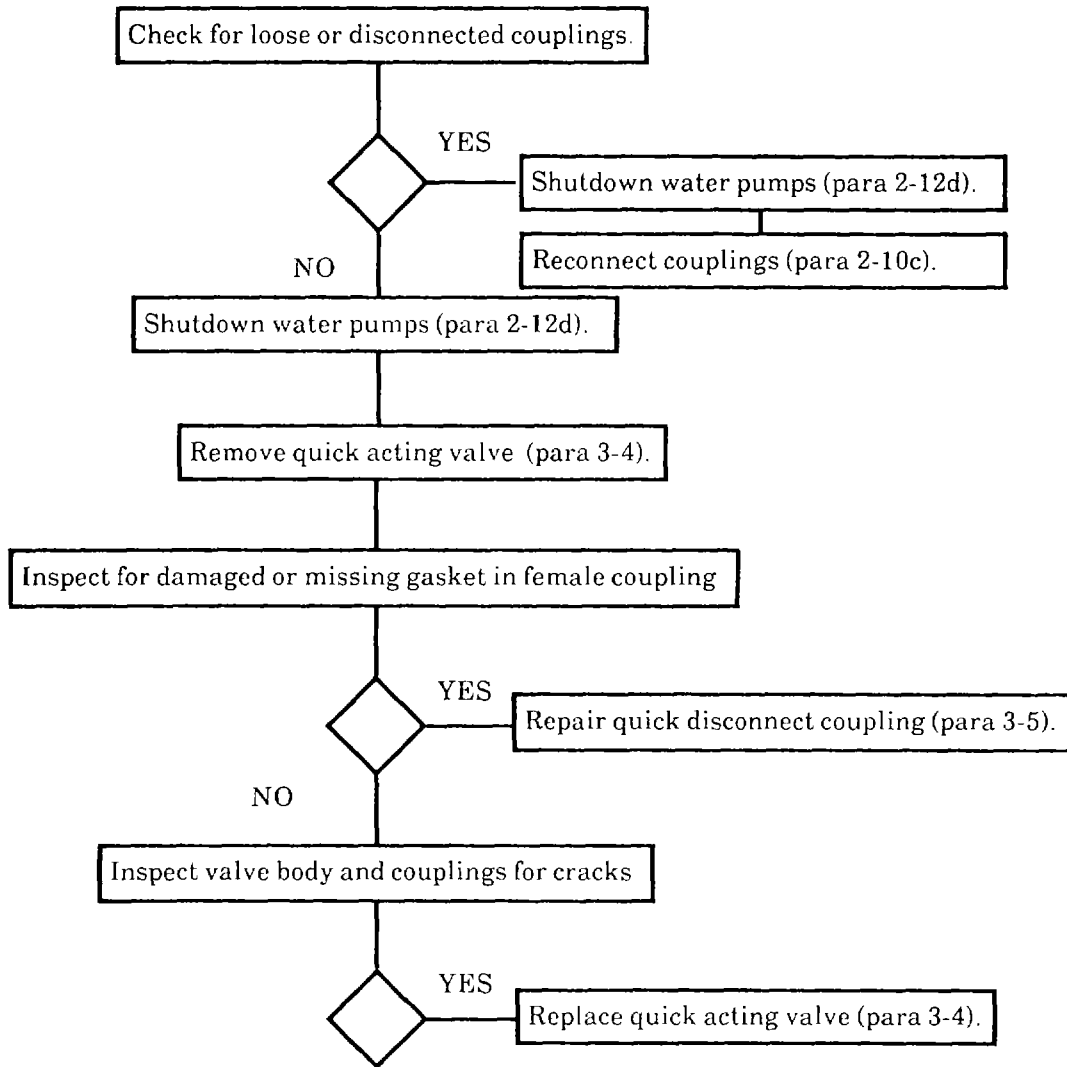 Check for loose or disconnected couplings.
YES
Shutdown water pumps (para 2-12d).
Reconnect couplings (para 2-10c).
NO
Shutdown water pumps (para 2-12d).
Remove quick acting valve (para 3-4).
Inspect for damaged or missing gasket in female coupling
YES
Repair quick disconnect coupling (para 3-5).
NO
Inspect valve body and couplings for cracks
YES
Replace quick acting valve (para 3-4).